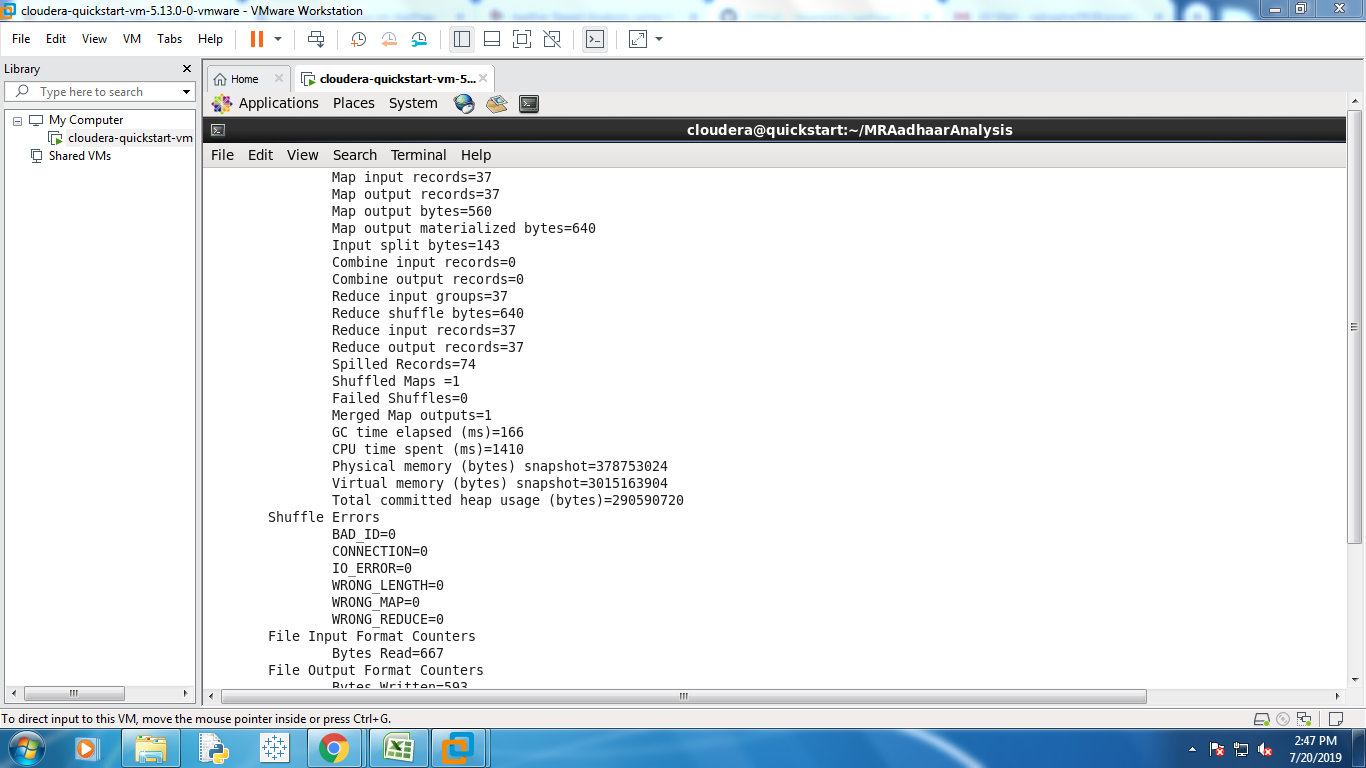 cloudera-quickstart-vm-5.13.0-0-vmware - VMware Workstation
File Edit View VM Tabs Help
Library
Type here to search
My Computer
cloudera-quickstart-vm
Shared VMs
Home
cloudera-quickstart-vm-5...
Applications Places System
cloudera@quickstart:~/MRAadhaarAnalysis
File Edit View Search Terminal Help
Map input records=37
Map output records=37
Map output bytes=560
Map output materialized bytes=640
Input split bytes=143
Combine input records=0
Combine output records=0
Reduce input groups=37
Reduce shuffle bytes=640
Reduce input records=37
Reduce output records=37
Spilled Records=74
Shuffled Maps =1
Failed Shuffles=0
Merged Map outputs=1
GC time elapsed (ms)=166
CPU time spent (ms)=1410
Physical memory (bytes) snapshot=378753024
Virtual memory (bytes) snapshot=3015163904
Total committed heap usage (bytes)=290590720
Shuffle Errors
BAD_ID=0
CONNECTION=0
IO_ERROR=0
WRONG_LENGTH=0
WRONG_MAP=0
WRONG_REDUCE=0
File Input Format Counters
Bytes Read=667
File Output Format Counters
Bytes Written=593
To direct input to this VM, move the mouse pointer inside or press Ctrl+G.
2:47 PM
7/20/2019